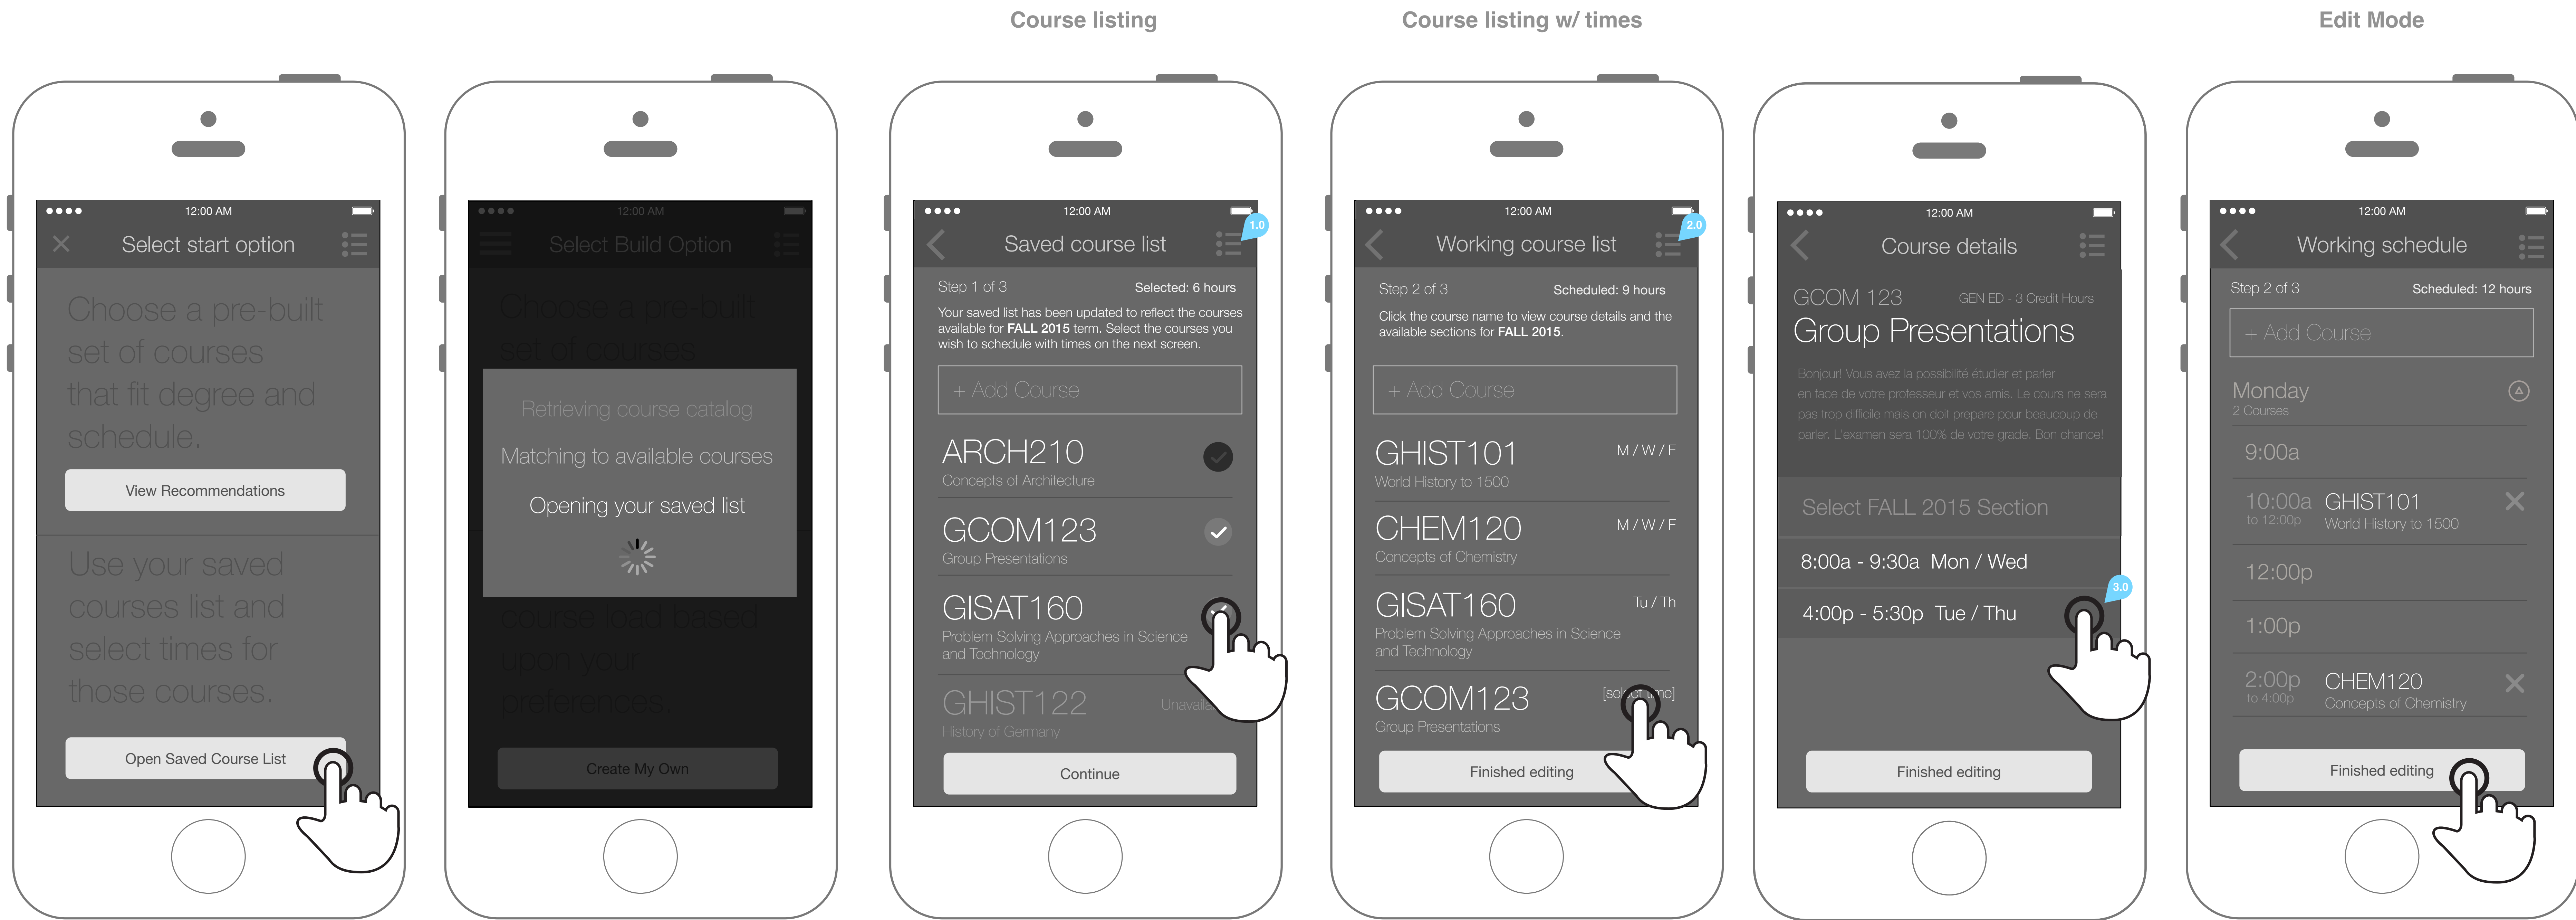 Course listing
Course listing w/ times
Edit Mode
12:00 AM
Select start option
Choose a pre-built
set of courses
that fit degree and
schedule.
View Recommendations
Use your saved
courses list and
select times for
those courses.
Open Saved Course List
12:00 AM
Select Build Option
Choose a pre-built
set of courses
Retrieving course catalog
Matching to available courses
Opening your saved list
course load based
upon your
preferences.
Create My Own
12:00 AM
1.0
Saved course list
Step 1 of 3 Selected: 6 hours
Your saved list has been updated to reflect the courses
available for FALL 2015 term. Select the courses you
wish to schedule with times on the next screen.
+ Add Course
ARCH210
Concepts of Architecture
GCOM123
Group Presentations
GISAT160
Problem Solving Approaches in Science
and Technology
GHIST122
History of Germany
Continue
12:00 AM
2.0
Working course list
Step 2 of 3 Scheduled: 9 hours
Click the course name to view course details and the
available sections for FALL 2015.
+ Add Course
GHIST101 M / W / F
World History to 1500
CHEM120 M / W / F
Concepts of Chemistry
GISAT160 Tu / Th
Problem Solving Approaches in Science
and Technology
GCOM123 [select time]
Group Presentations
Finished editing
12:00 AM
Course details
GCOM 123 GEN ED - 3 Credit Hours
Group Presentations
Bonjour! Vous avez la possibilité étudier et parler
en face de votre professeur et vos amis. Le cours ne sera
pas trop difficile mais on doit prepare pour beaucoup de
parler. L'examen sera 100% de votre grade. Bon chance!
Select FALL 2015 Section
8:00a - 9:30a Mon / Wed
3.0
4:00p - 5:30p Tue / Thu
Finished editing
12:00 AM
Working schedule
Step 2 of 3 Scheduled: 12 hours
+ Add Course
Monday
2 Courses
9:00a
10:00a GHIST101
to 12:00p World History to 1500
12:00p
1:00p
2:00p CHEM120
to 4:00p Concepts of Chemistry
Finished editing